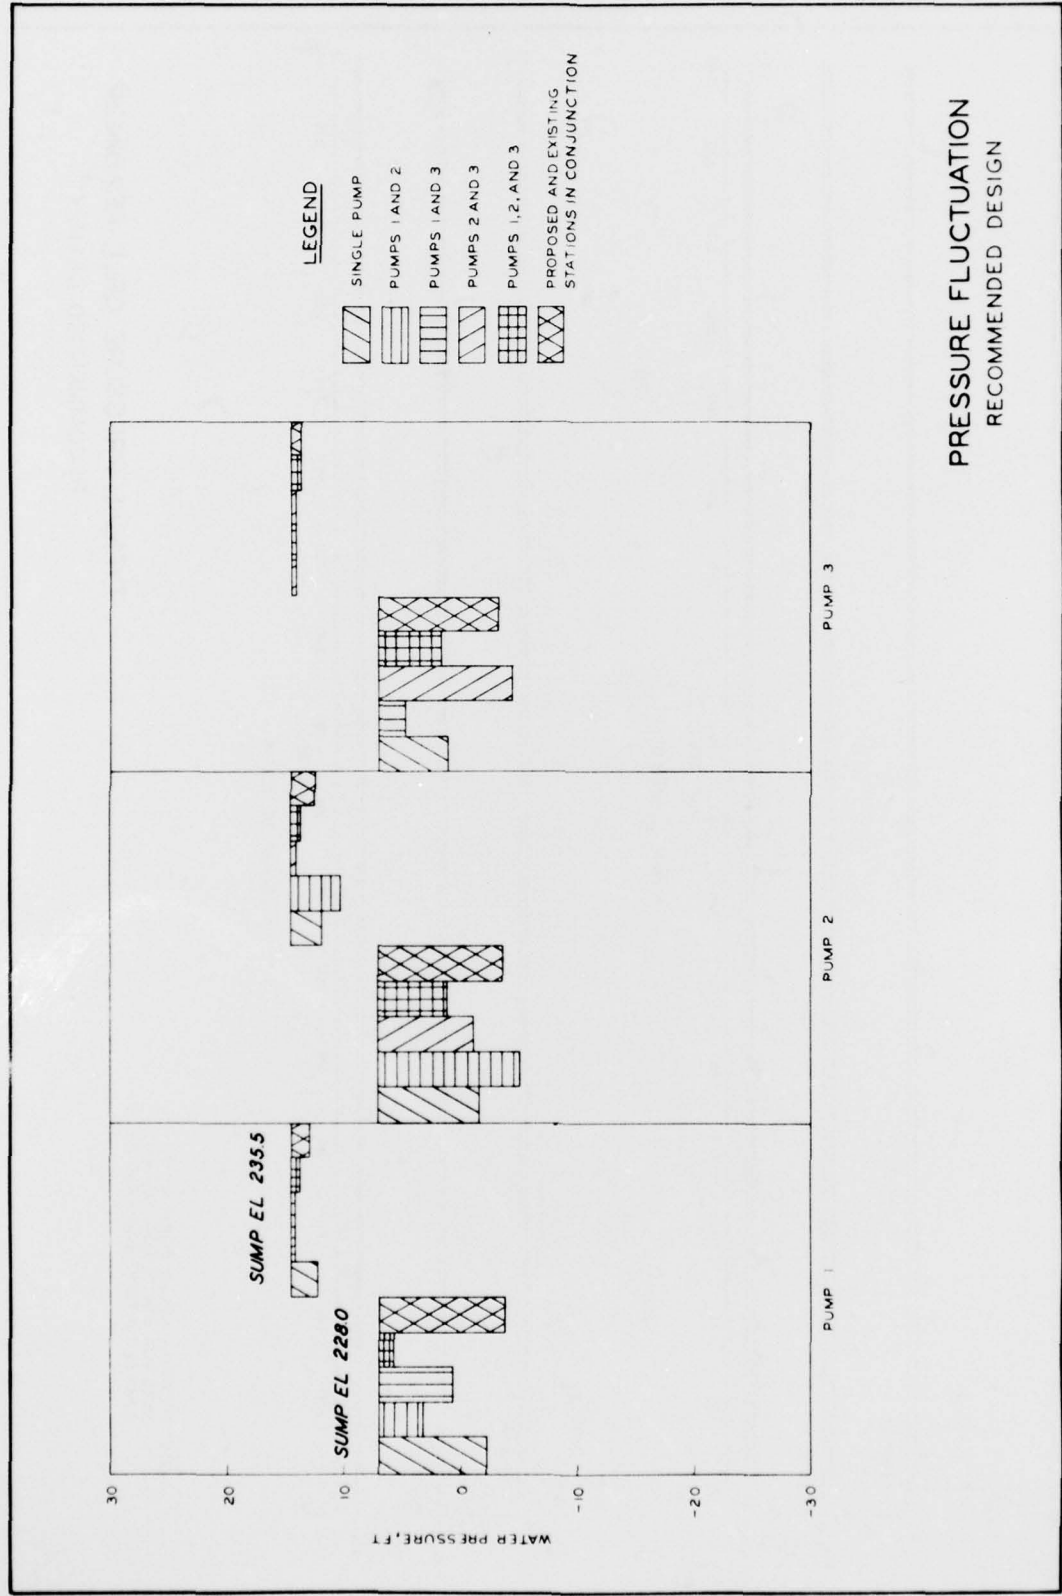 30
20
10
0
-10
-20
-30
WATER PRESSURE, FT
SUMP EL 228.0
SUMP EL 235.5
PUMP 1
PUMP 2
PUMP 3
LEGEND
SINGLE PUMP
PUMPS 1 AND 2
PUMPS 1 AND 3
PUMPS 2 AND 3
PUMPS 1, 2, AND 3
PROPOSED AND EXISTING
STATIONS IN CONJUNCTION
PRESSURE FLUCTUATION
RECOMMENDED DESIGN